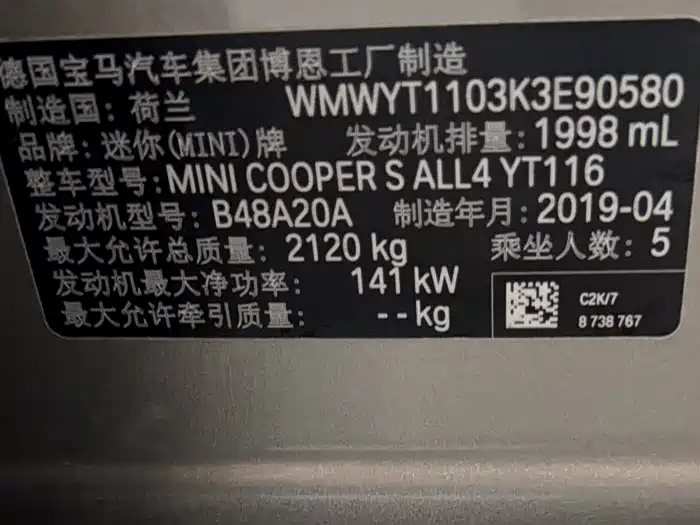 德国宝马汽车集团博恩工厂制造
制造国：荷兰 WMWYT1103K3E90580
品牌：迷你(MINI)牌 发动机排量：1998 mL
整车型号：MINI COOPER S ALL4 YT116
发动机型号：B48A20A 制造年月：2019-04
最大允许总质量：2120 kg 乘坐人数：5
发动机最大净功率：141 kW
最大允许牵引质量：--kg
C2K/7
8 738 767